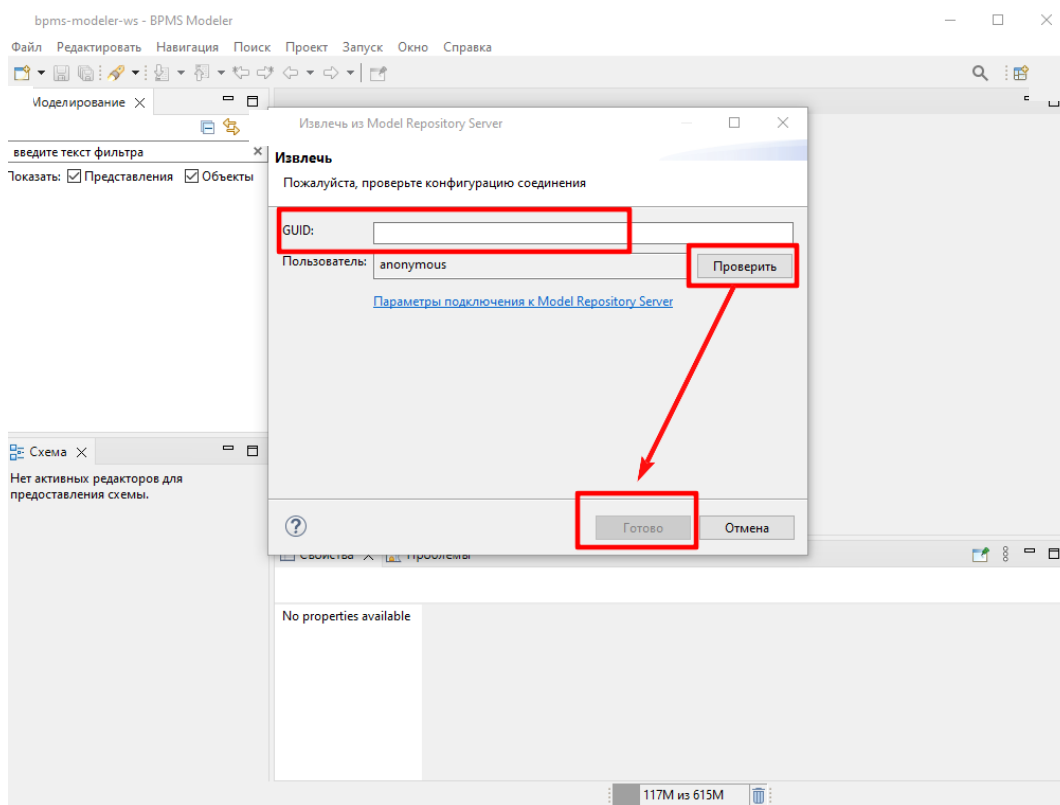 bpms-modeler-ws - BPMS Modeler
Файл Редактировать Навигация Поиск Проект Запуск Окно Справка
Моделирование
введите текст фильтра
Показать: Представления Объекты
Извлечь из Model Repository Server
Извлечь
Пожалуйста, проверьте конфигурацию соединения
GUID:
Пользователь: anonymous Проверить
Параметры подключения к Model Repository Server
Готово Отмена
Схема
Нет активных редакторов для
предоставления схемы.
Свойства Проблемы
No properties available
117M из 615M